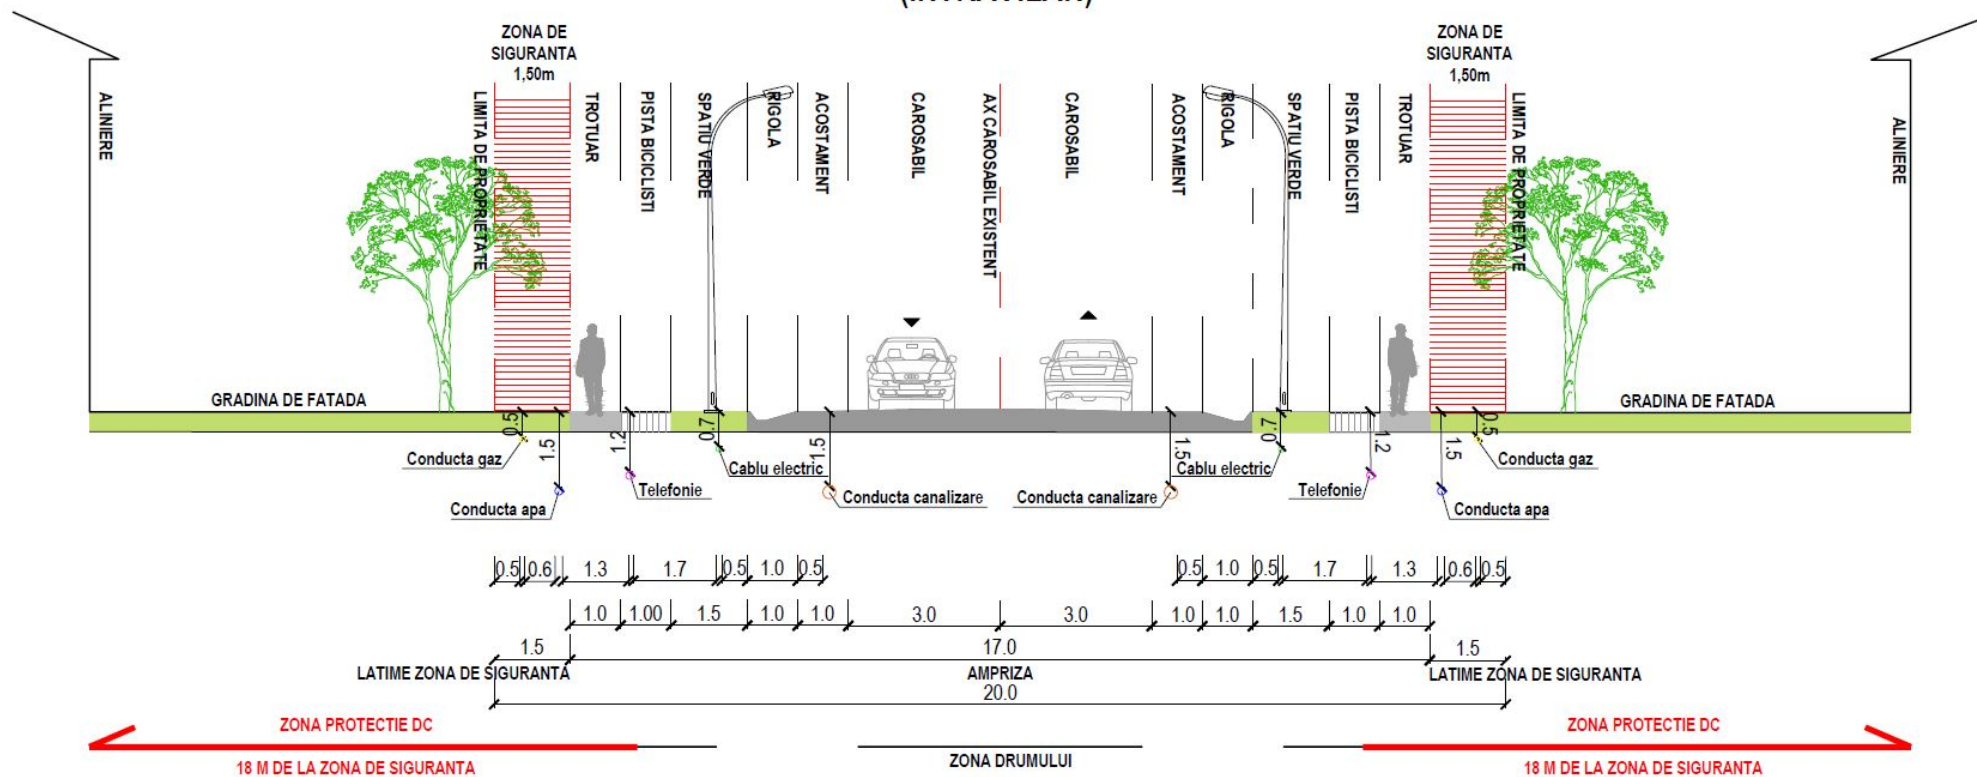 ZONA DE
SIGURANTA
1,50m
ZONA DE
SIGURANTA
1,50m
ALINIERE
LIMITA DE PROPRIETATE
TROTUAR
PISTA BICICLISTI
SPATIU VERDE
RIGOLA
ACOSTAMENT
CAROSABIL
AX CAROSABIL EXISTENT
CAROSABIL
ACOSTAMENT
RIGOLA
SPATIU VERDE
PISTA BICICLISTI
TROTUAR
LIMITA DE PROPRIETATE
ALINIERE
GRADINA DE FATADA
GRADINA DE FATADA
0.5
1.5
1.2
0.7
1.5
1.5
0.7
1.2
1.5
0.5
Conducta gaz
Cablu electric
Cablu electric
Conducta gaz
Telefonie
Conducta canalizare
Conducta canalizare
Telefonie
Conducta apa
Conducta apa
0.5 0.6 1.3 1.7 0.5 1.0 0.5 0.5 1.0 0.5 1.7 1.3 0.6 0.5
1.0 1.00 1.5 1.0 1.0 3.0 3.0 1.0 1.0 1.5 1.0 1.0
1.5 17.0 1.5
LATIME ZONA DE SIGURANTA AMPRIZA LATIME ZONA DE SIGURANTA
20.0
ZONA PROTECTIE DC ZONA PROTECTIE DC
ZONA DRUMULUI
18 M DE LA ZONA DE SIGURANTA 18 M DE LA ZONA DE SIGURANTA